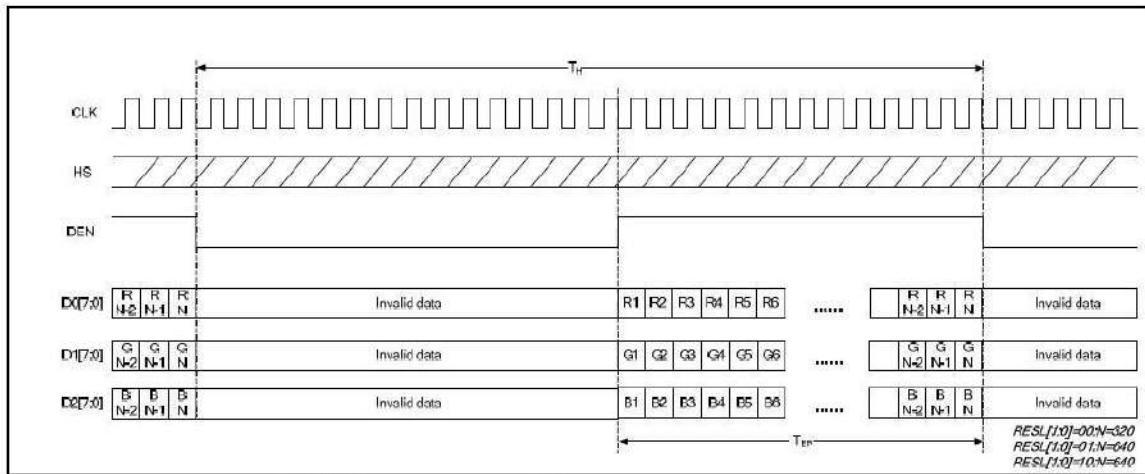 TH
CLK
HS
DEN
D0[7:0] R N-2 R N-1 R N Invalid data R1 R2 R3 R4 R5 R6 ...... R N-2 R N-1 R N Invalid data
D1[7:0] G N-2 G N-1 G N Invalid data G1 G2 G3 G4 G5 G6 ...... G N-2 G N-1 G N Invalid data
D2[7:0] B N-2 B N-1 B N Invalid data B1 B2 B3 B4 B5 B6 ...... B N-2 B N-1 B N Invalid data
TEP
RESL[1:0]=00:N=320
RESL[1:0]=01:N=640
RESL[1:0]=10:N=640